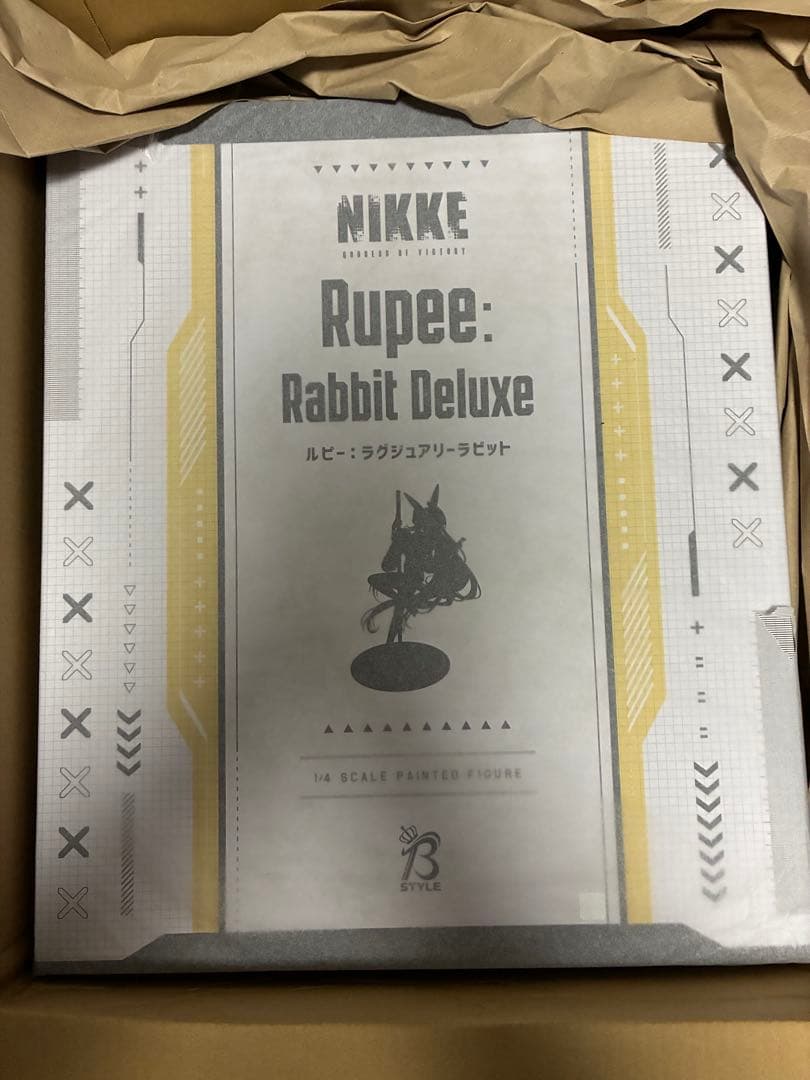 NIKKE
GODDESS OF VICTORY
Rupee:
Rabbit Deluxe
ルピー：ラグジュアリーラビット
1/4 SCALE PAINTED FIGURE
B
STYLE